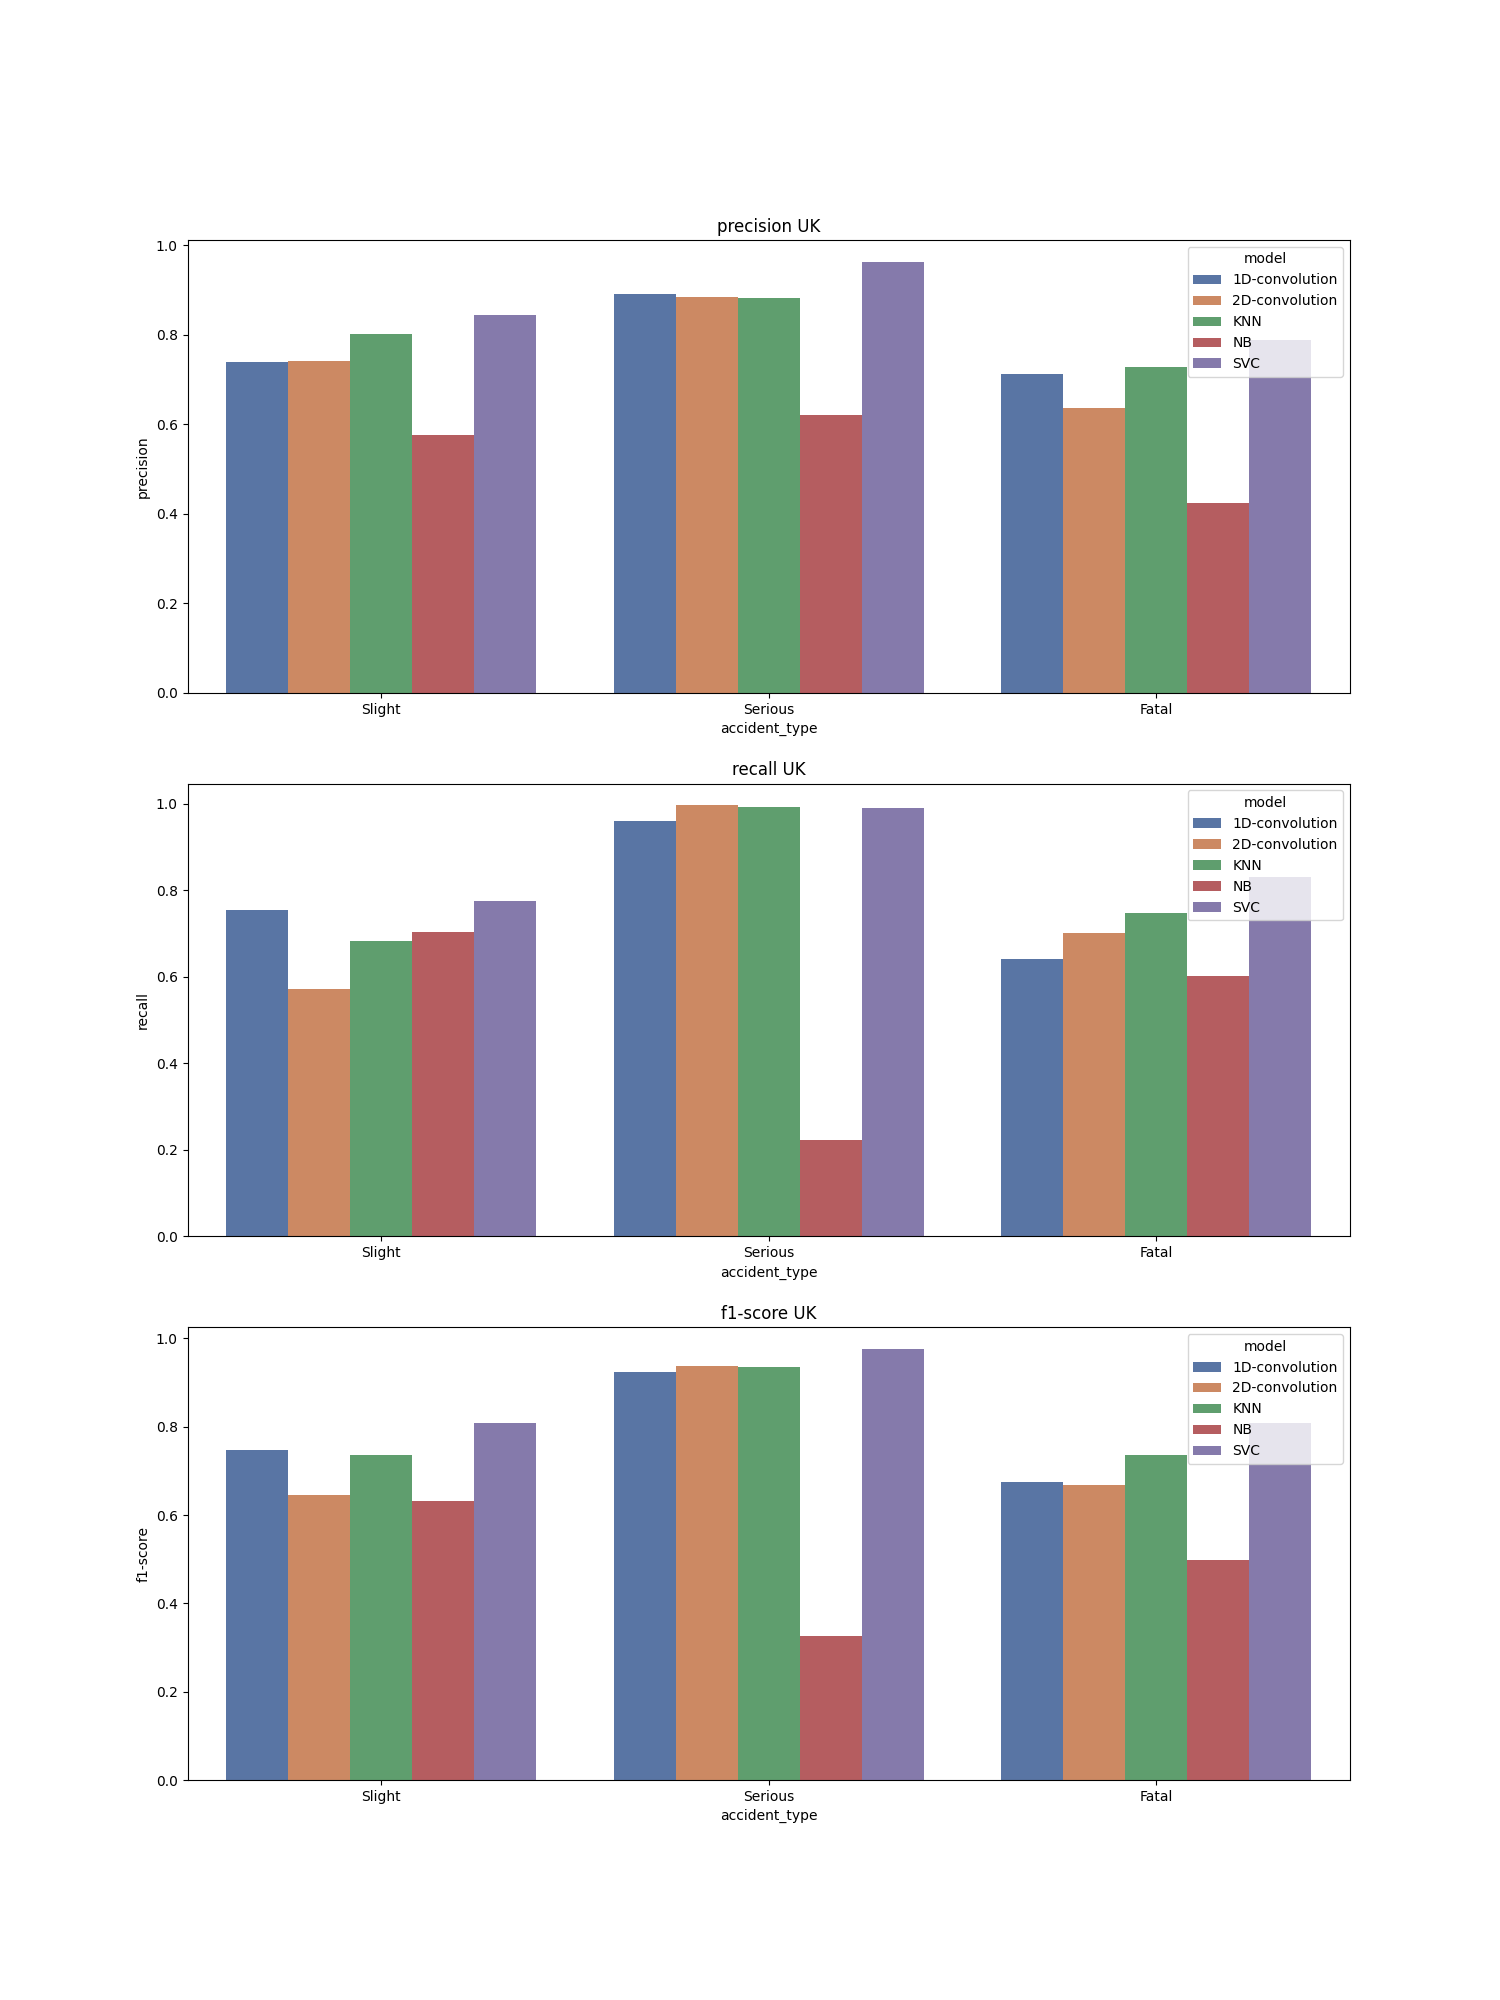 precision UK
1.0
0.8
0.6
0.4
0.2
0.0
precision
model
1D-convolution
2D-convolution
KNN
NB
SVC
Slight Serious Fatal
accident_type
recall UK
1.0
0.8
0.6
0.4
0.2
0.0
recall
model
1D-convolution
2D-convolution
KNN
NB
SVC
Slight Serious Fatal
accident_type
f1-score UK
1.0
0.8
0.6
0.4
0.2
0.0
f1-score
model
1D-convolution
2D-convolution
KNN
NB
SVC
Slight Serious Fatal
accident_type